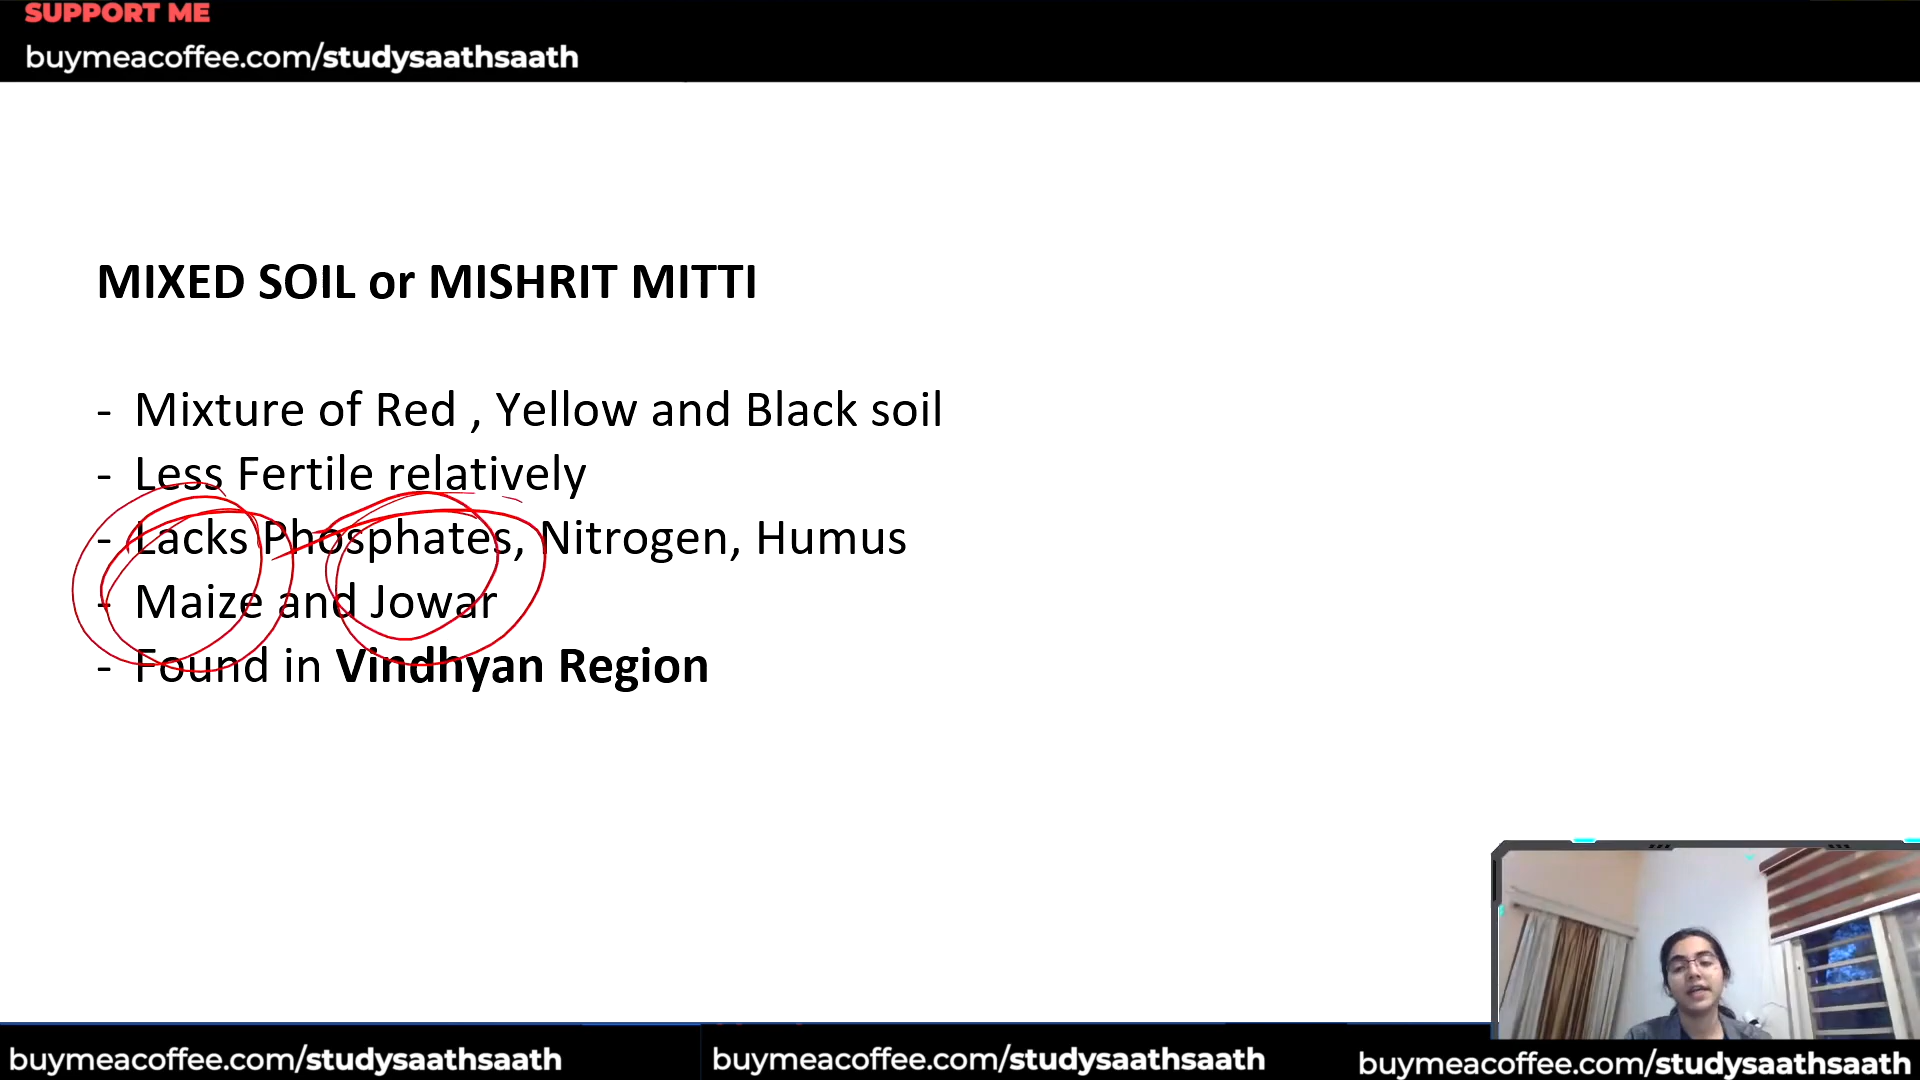 SUPPORT ME
buymeacoffee.com/studysaathsaath
MIXED SOIL or MISHRIT MITTI
- Mixture of Red , Yellow and Black soil
- Less Fertile relatively
- Lacks Phosphates, Nitrogen, Humus
- Maize and Jowar
- Found in Vindhyan Region
buymeacoffee.com/studysaathsaath
buymeacoffee.com/studysaathsaath
buymeacoffee.com/studysaathsaath